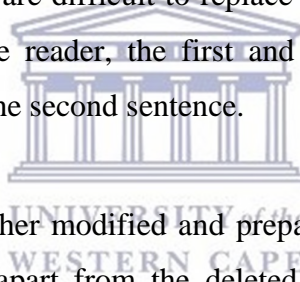 are difficult to replace
e reader, the first and
he second sentence.
UNIVERSITY of the
her modified and prepa
WESTERN CAPE
apart from the deleted